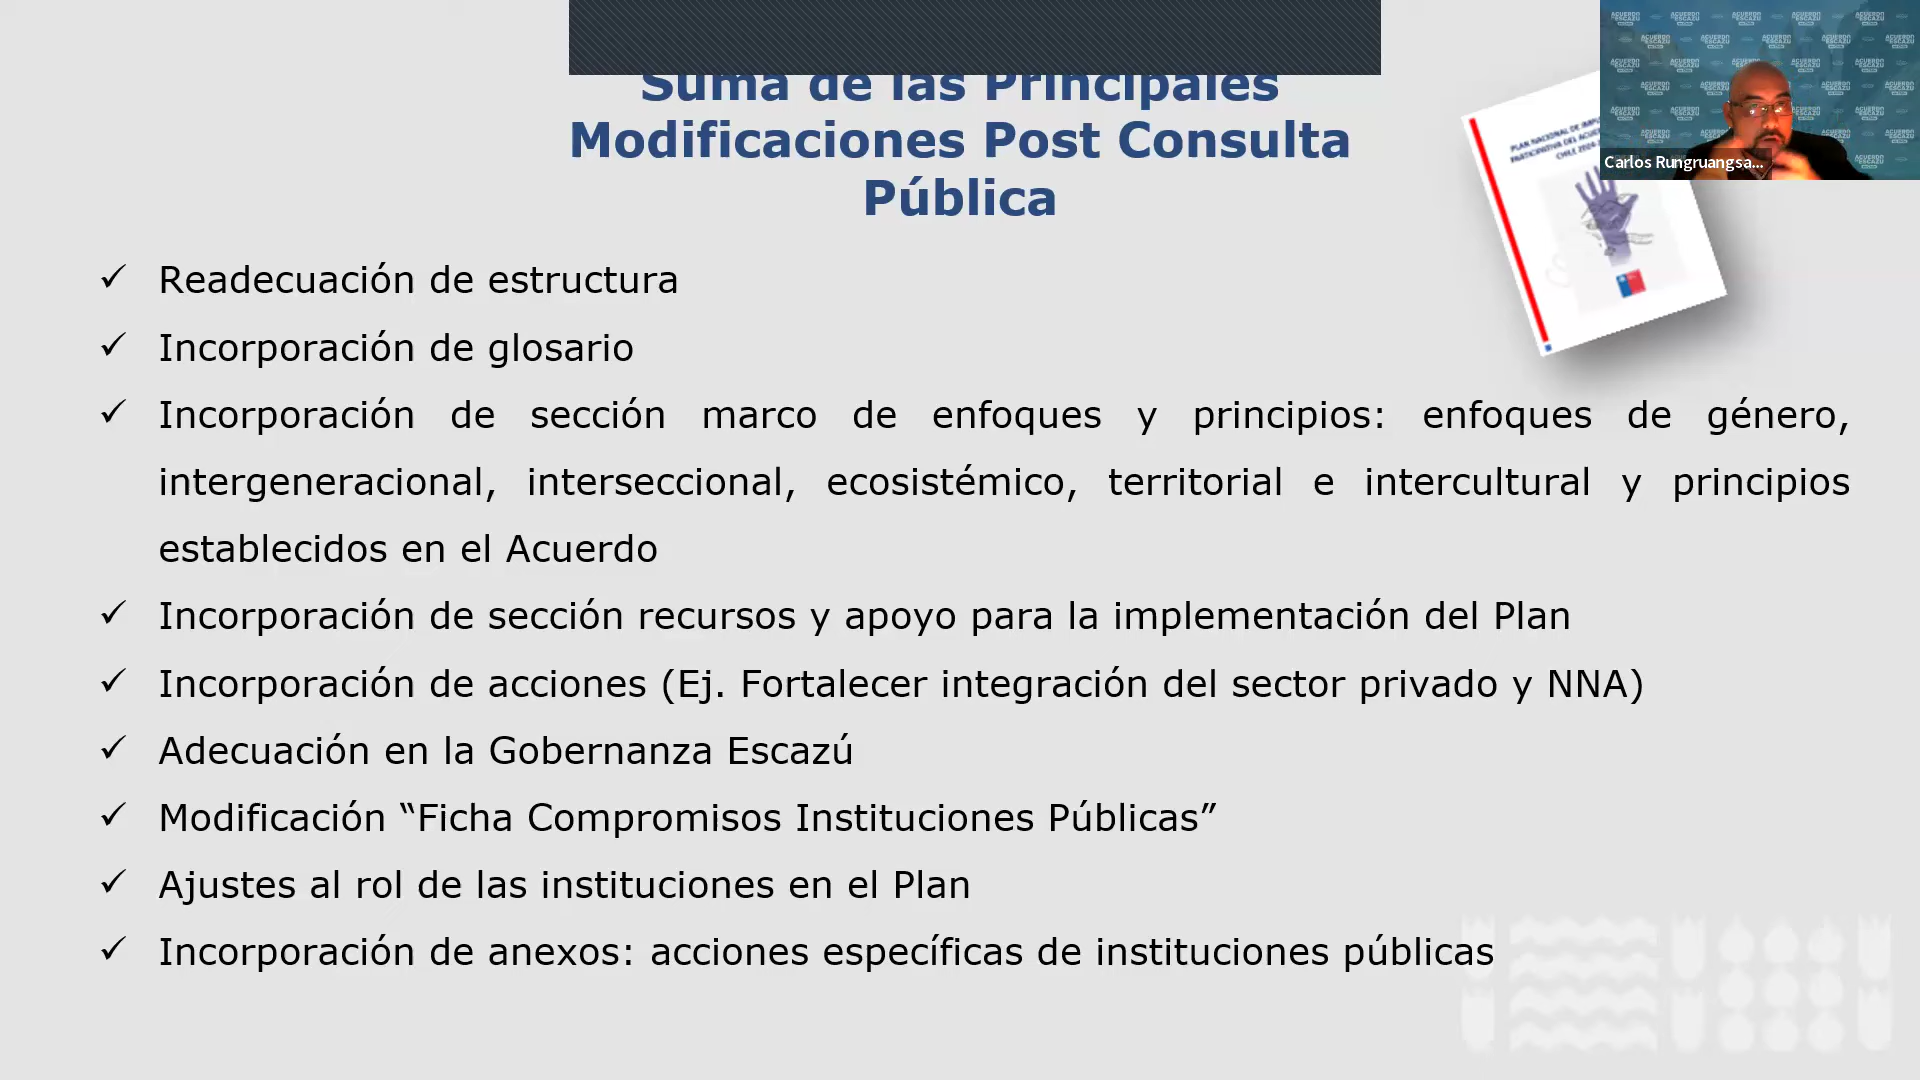 Suma de las Principales
Modificaciones Post Consulta
Pública
Carlos Rungruangsa...
PLAN NACIONAL DE
CHILE
✓ Readecuación de estructura
✓ Incorporación de glosario
✓ Incorporación de sección marco de enfoques y principios: enfoques de género,
intergeneracional, interseccional, ecosistémico, territorial e intercultural y principios
establecidos en el Acuerdo
✓ Incorporación de sección recursos y apoyo para la implementación del Plan
✓ Incorporación de acciones (Ej. Fortalecer integración del sector privado y NNA)
✓ Adecuación en la Gobernanza Escazú
✓ Modificación “Ficha Compromisos Instituciones Públicas”
✓ Ajustes al rol de las instituciones en el Plan
✓ Incorporación de anexos: acciones específicas de instituciones públicas